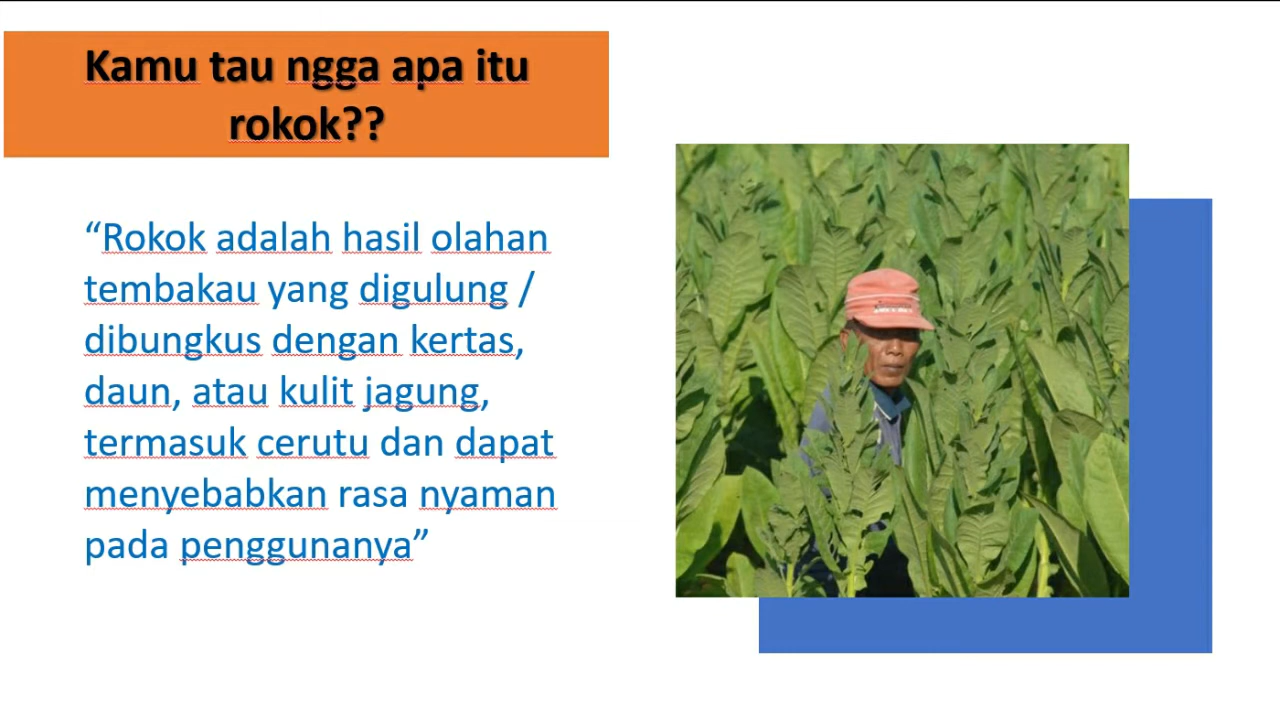 Kamu tau ngga apa itu
rokok??
“Rokok adalah hasil olahan
tembakau yang digulung /
dibungkus dengan kertas,
daun, atau kulit jagung,
termasuk cerutu dan dapat
menyebabkan rasa nyaman
pada penggunanya”